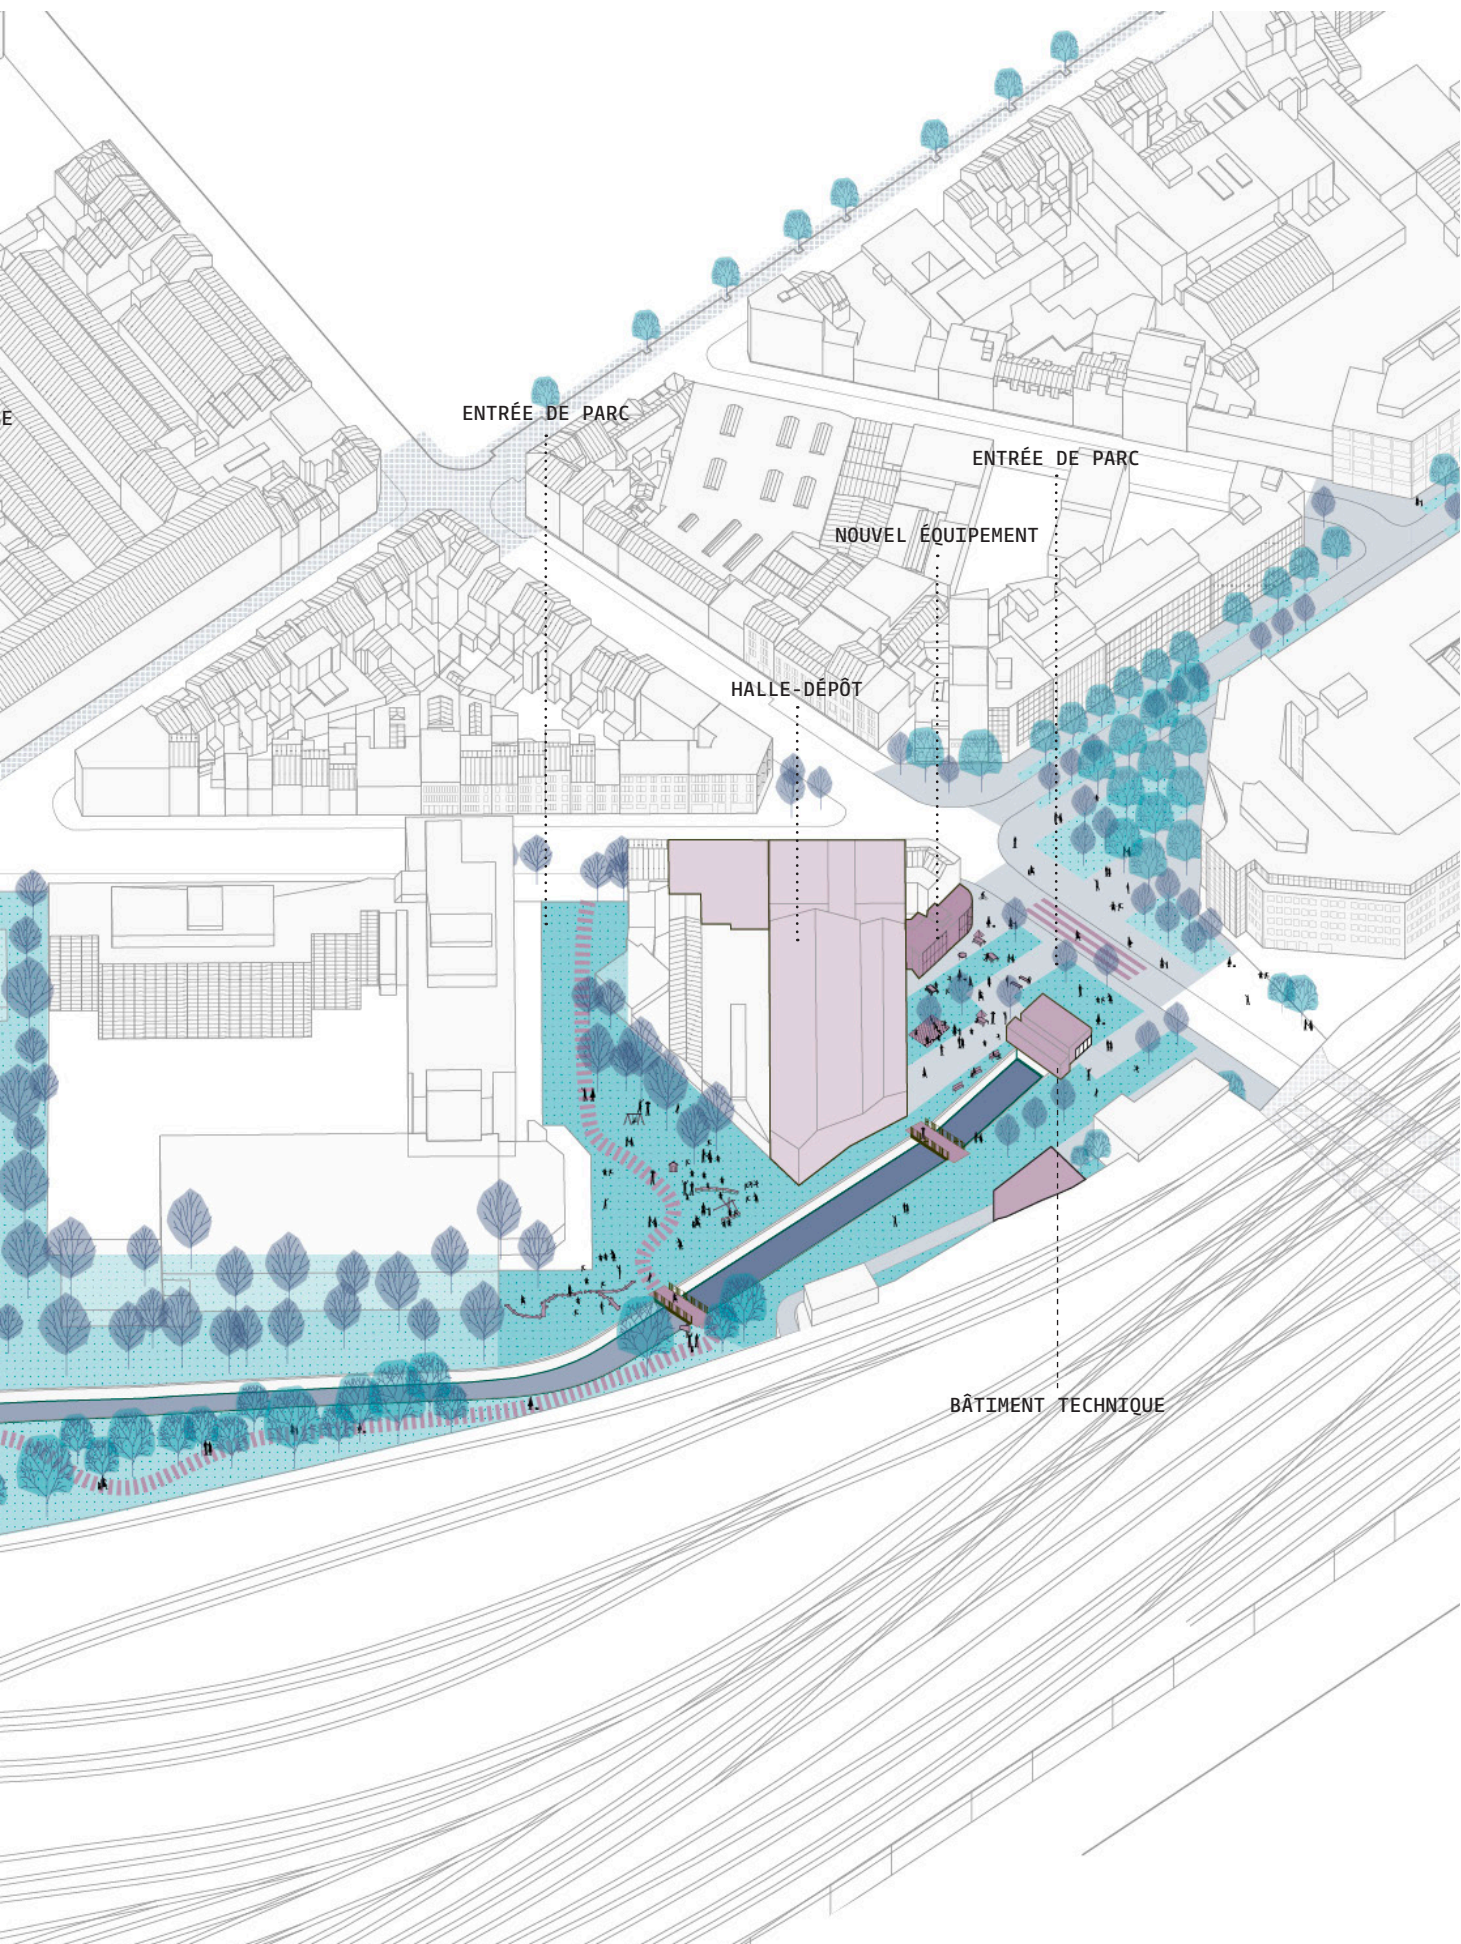 ENTRÉE DE PARC
E
ENTRÉE DE PARC
NOUVEL ÉQUIPEMENT
HALLE-DÉPÔT
BÂTIMENT TECHNIQUE